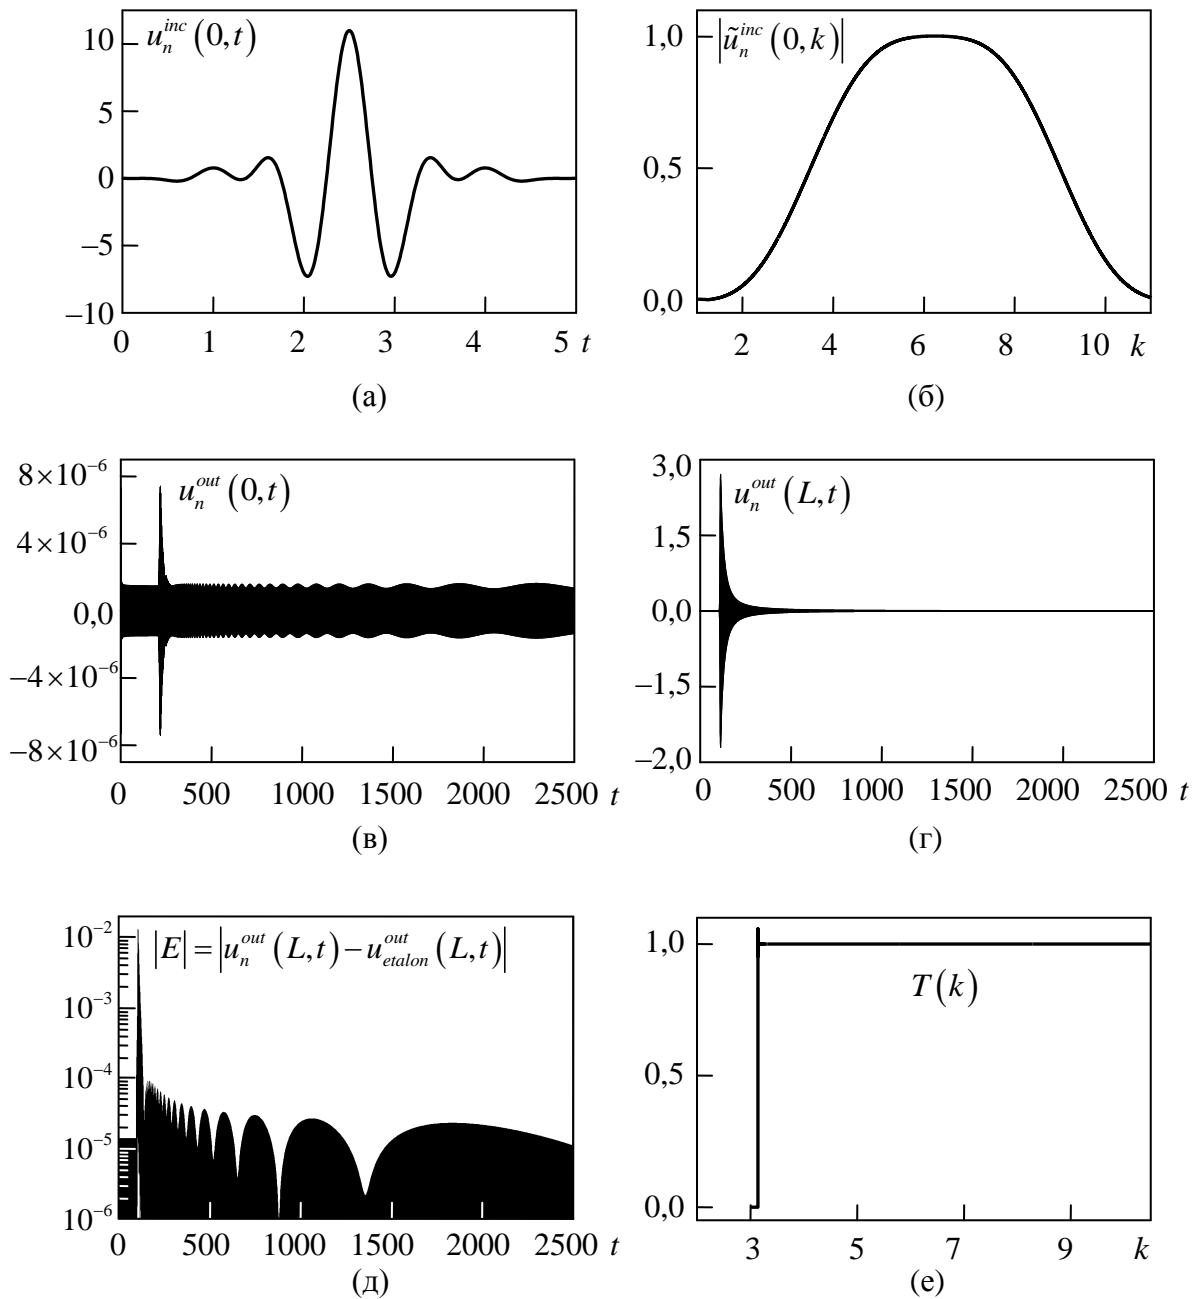 10
5
0
−5
−10
u_n^{inc}(0,t)
0 1 2 3 4 5 t
(а)
1,0
0,5
0,0
|ũ_n^{inc}(0,k)|
2 4 6 8 10 k
(б)
8×10^{−6}
4×10^{−6}
0,0
−4×10^{−6}
−8×10^{−6}
u_n^{out}(0,t)
0 500 1000 1500 2000 2500 t
(в)
3,0
1,5
0,0
−1,5
−2,0
u_n^{out}(L,t)
0 500 1000 1500 2000 2500 t
(г)
10^{−2}
10^{−3}
10^{−4}
10^{−5}
10^{−6}
|E|=|u_n^{out}(L,t)−u_{etalon}^{out}(L,t)|
0 500 1000 1500 2000 2500 t
(д)
1,0
0,5
0,0
T(k)
3 5 7 9 k
(е)